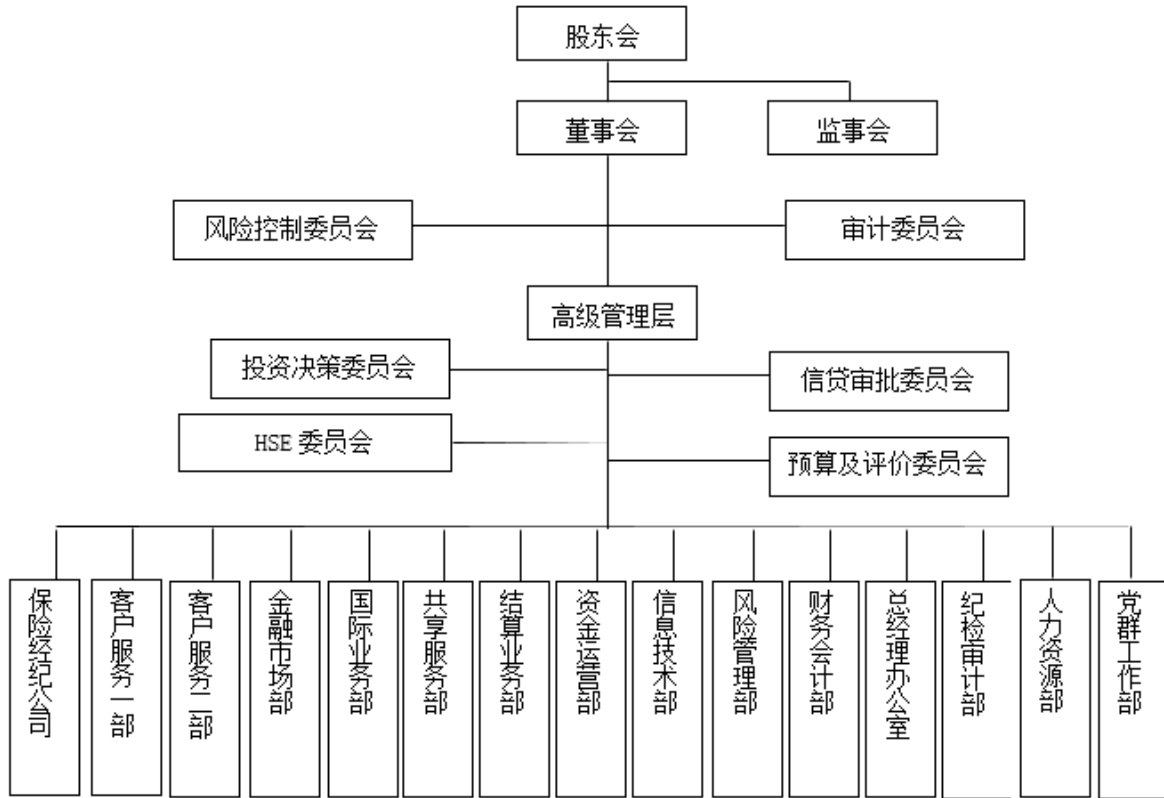 股东会
董事会
监事会
风险控制委员会
审计委员会
高级管理层
投资决策委员会
信贷审批委员会
HSE 委员会
预算及评价委员会
保险经纪公司
客户服务一部
客户服务二部
金融市场部
国际业务部
共享服务部
结算业务部
资金运营部
信息技术部
风险管理部
财务会计部
总经理办公室
纪检审计部
人力资源部
党群工作部